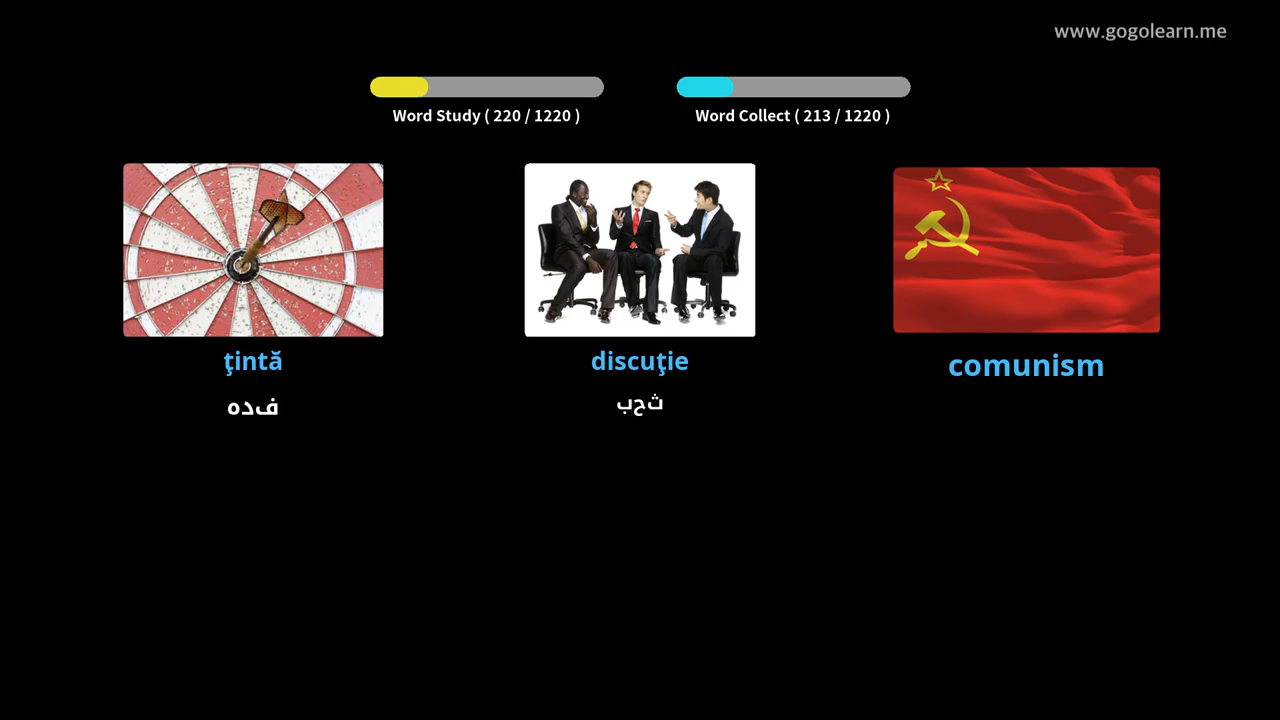 www.gogolearn.me
Word Study ( 220 / 1220 )
Word Collect ( 213 / 1220 )
ţintă
discuţie
comunism
فده
ثحب